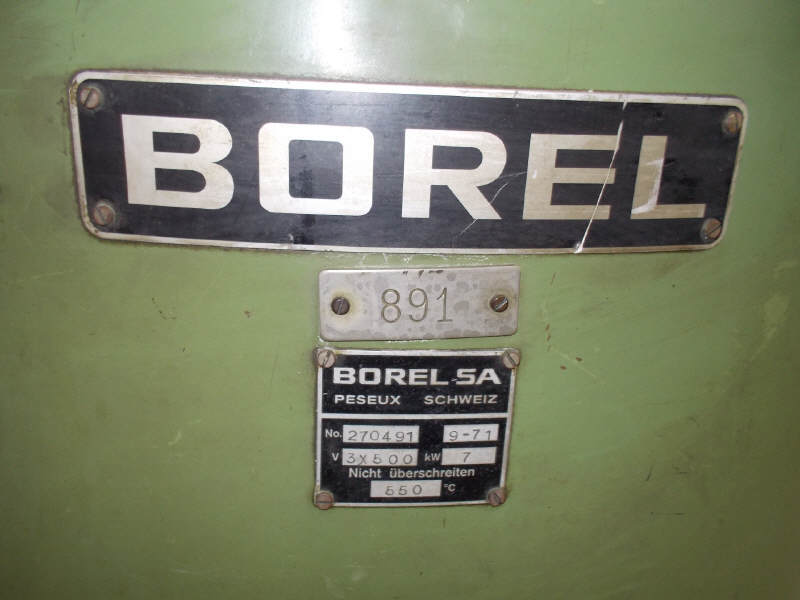 BOREL
891
BOREL-SA
PESEUX SCHWEIZ
No. 270491 9-71
V 3X500 kW 7
Nicht überschreiten
550 °C